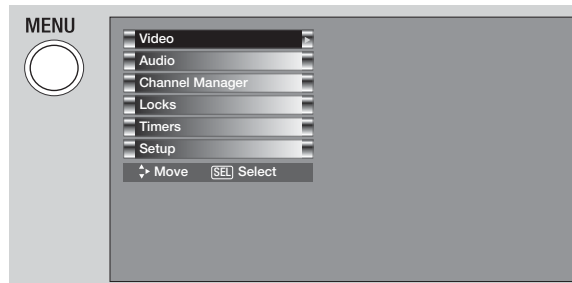 MENU
Video
Audio
Channel Manager
Locks
Timers
Setup
Move SEL Select